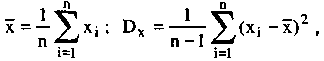 x̄ = 1/n ∑_{i=1}^{n} x_i ; D_x = 1/(n−1) ∑_{i=1}^{n} (x_i − x̄)² ,